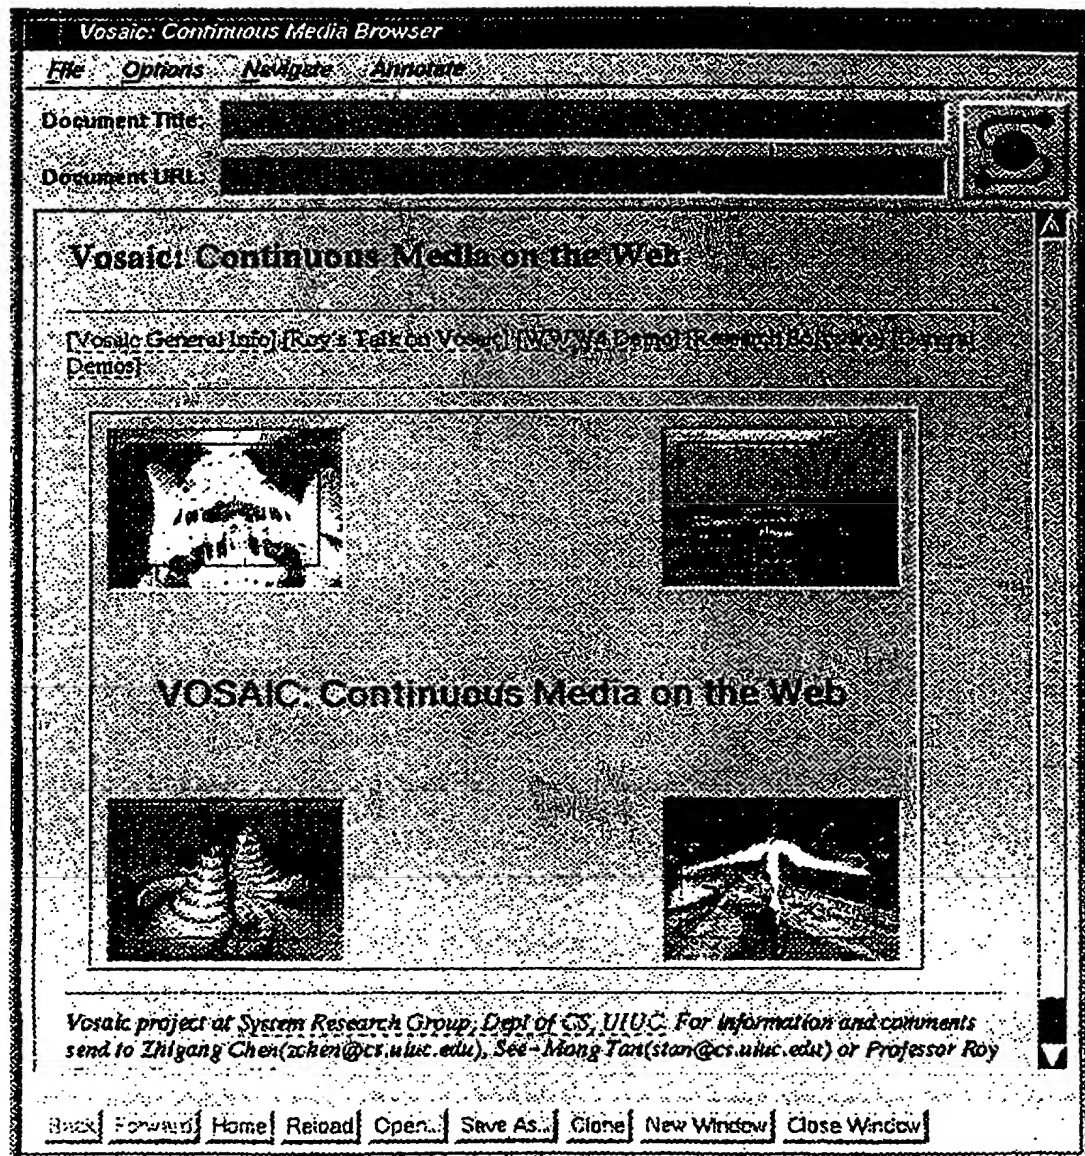 Vosaic: Continuous Media Browser
File Options Navigate Annotate
Document Title:
Document URL:
Vosaic: Continuous Media on the Web
[Vosaic General Info] [Roy's Talk on Vosaic] [WWW4 Demo] [Research [General
Demos]
VOSAIC: Continuous Media on the Web
Vosaic project at System Research Group, Dept of CS, UIUC. For information and comments
send to Zhigang Chen(zchen@cs.uiuc.edu), See-Mong Tan(stan@cs.uiuc.edu) or Professor Roy
Back Forward Home Reload Open... Save As... Clone New Window Close Window